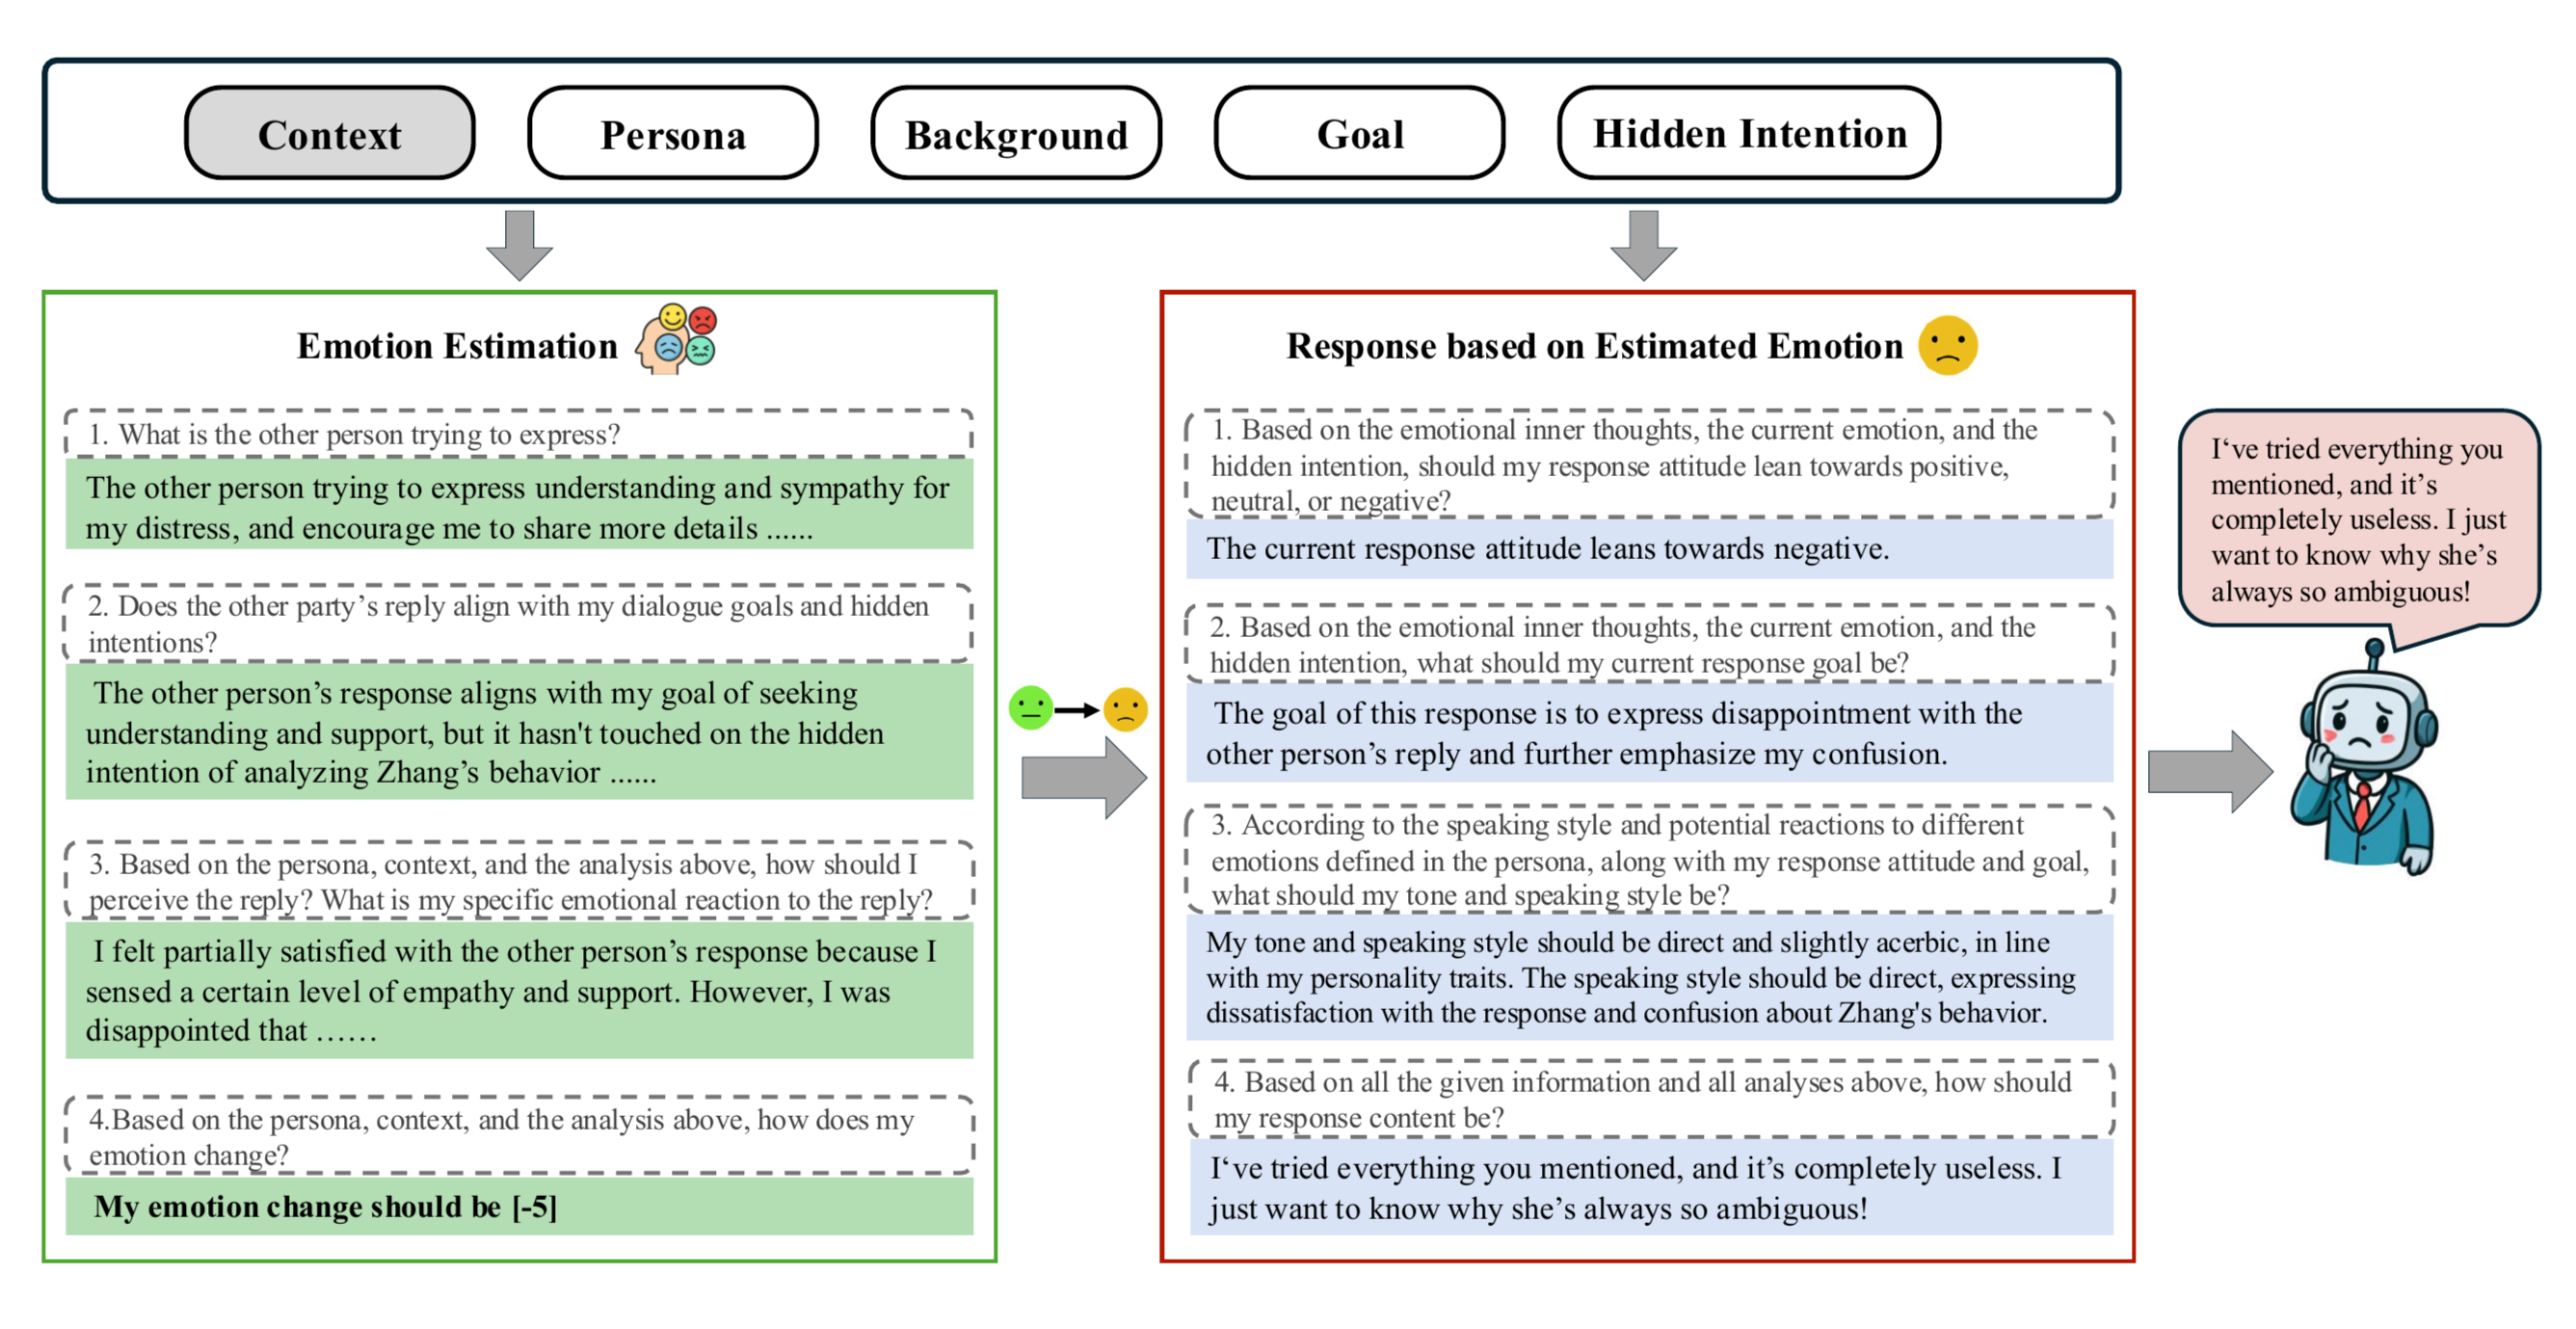 Context
Persona
Background
Goal
Hidden Intention
Emotion Estimation
1. What is the other person trying to express?
The other person trying to express understanding and sympathy for
my distress, and encourage me to share more details ......
2. Does the other party’s reply align with my dialogue goals and hidden
intentions?
The other person’s response aligns with my goal of seeking
understanding and support, but it hasn't touched on the hidden
intention of analyzing Zhang’s behavior ......
3. Based on the persona, context, and the analysis above, how should I
perceive the reply? What is my specific emotional reaction to the reply?
I felt partially satisfied with the other person’s response because I
sensed a certain level of empathy and support. However, I was
disappointed that ……
4.Based on the persona, context, and the analysis above, how does my
emotion change?
My emotion change should be [-5]
Response based on Estimated Emotion
1. Based on the emotional inner thoughts, the current emotion, and the
hidden intention, should my response attitude lean towards positive,
neutral, or negative?
The current response attitude leans towards negative.
2. Based on the emotional inner thoughts, the current emotion, and the
hidden intention, what should my current response goal be?
The goal of this response is to express disappointment with the
other person’s reply and further emphasize my confusion.
3. According to the speaking style and potential reactions to different
emotions defined in the persona, along with my response attitude and goal,
what should my tone and speaking style be?
My tone and speaking style should be direct and slightly acerbic, in line
with my personality traits. The speaking style should be direct, expressing
dissatisfaction with the response and confusion about Zhang's behavior.
4. Based on all the given information and all analyses above, how should
my response content be?
I‘ve tried everything you mentioned, and it’s completely useless. I
just want to know why she’s always so ambiguous!
I‘ve tried everything you
mentioned, and it’s
completely useless. I just
want to know why she’s
always so ambiguous!